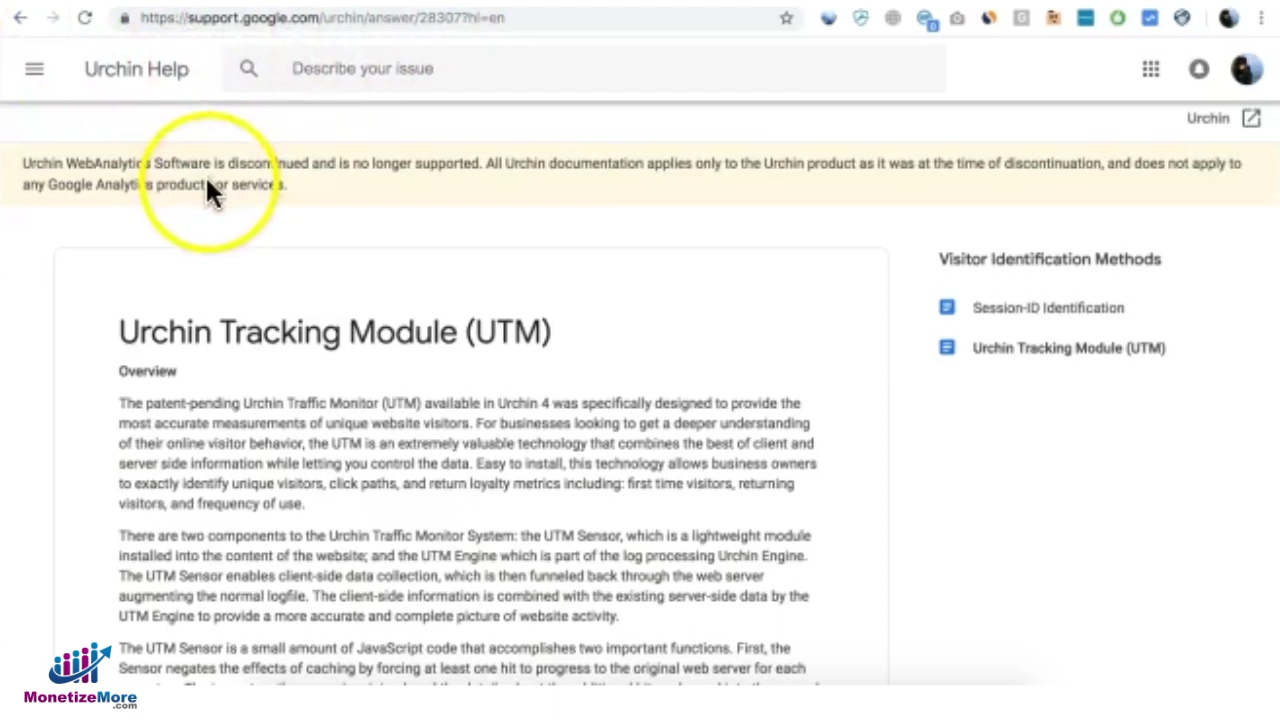 https://support.google.com/urchin/answer/28307?hl=en
Urchin Help
Describe your issue
Urchin
Urchin WebAnalytics Software is discontinued and is no longer supported. All Urchin documentation applies only to the Urchin product as it was at the time of discontinuation, and does not apply to
any Google Analytics products or services.
Urchin Tracking Module (UTM)
Overview
The patent-pending Urchin Traffic Monitor (UTM) available in Urchin 4 was specifically designed to provide the
most accurate measurements of unique website visitors. For businesses looking to get a deeper understanding
of their online visitor behavior, the UTM is an extremely valuable technology that combines the best of client and
server side information while letting you control the data. Easy to install, this technology allows business owners
to exactly identify unique visitors, click paths, and return loyalty metrics including: first time visitors, returning
visitors, and frequency of use.
There are two components to the Urchin Traffic Monitor System: the UTM Sensor, which is a lightweight module
installed into the content of the website; and the UTM Engine which is part of the log processing Urchin Engine.
The UTM Sensor enables client-side data collection, which is then funneled back through the web server
augmenting the normal logfile. The client-side information is combined with the existing server-side data by the
UTM Engine to provide a more accurate and complete picture of website activity.
The UTM Sensor is a small amount of JavaScript code that accomplishes two important functions. First, the
Sensor negates the effects of caching by forcing at least one hit to progress to the original web server for each
Visitor Identification Methods
Session-ID Identification
Urchin Tracking Module (UTM)
MonetizeMore
.com